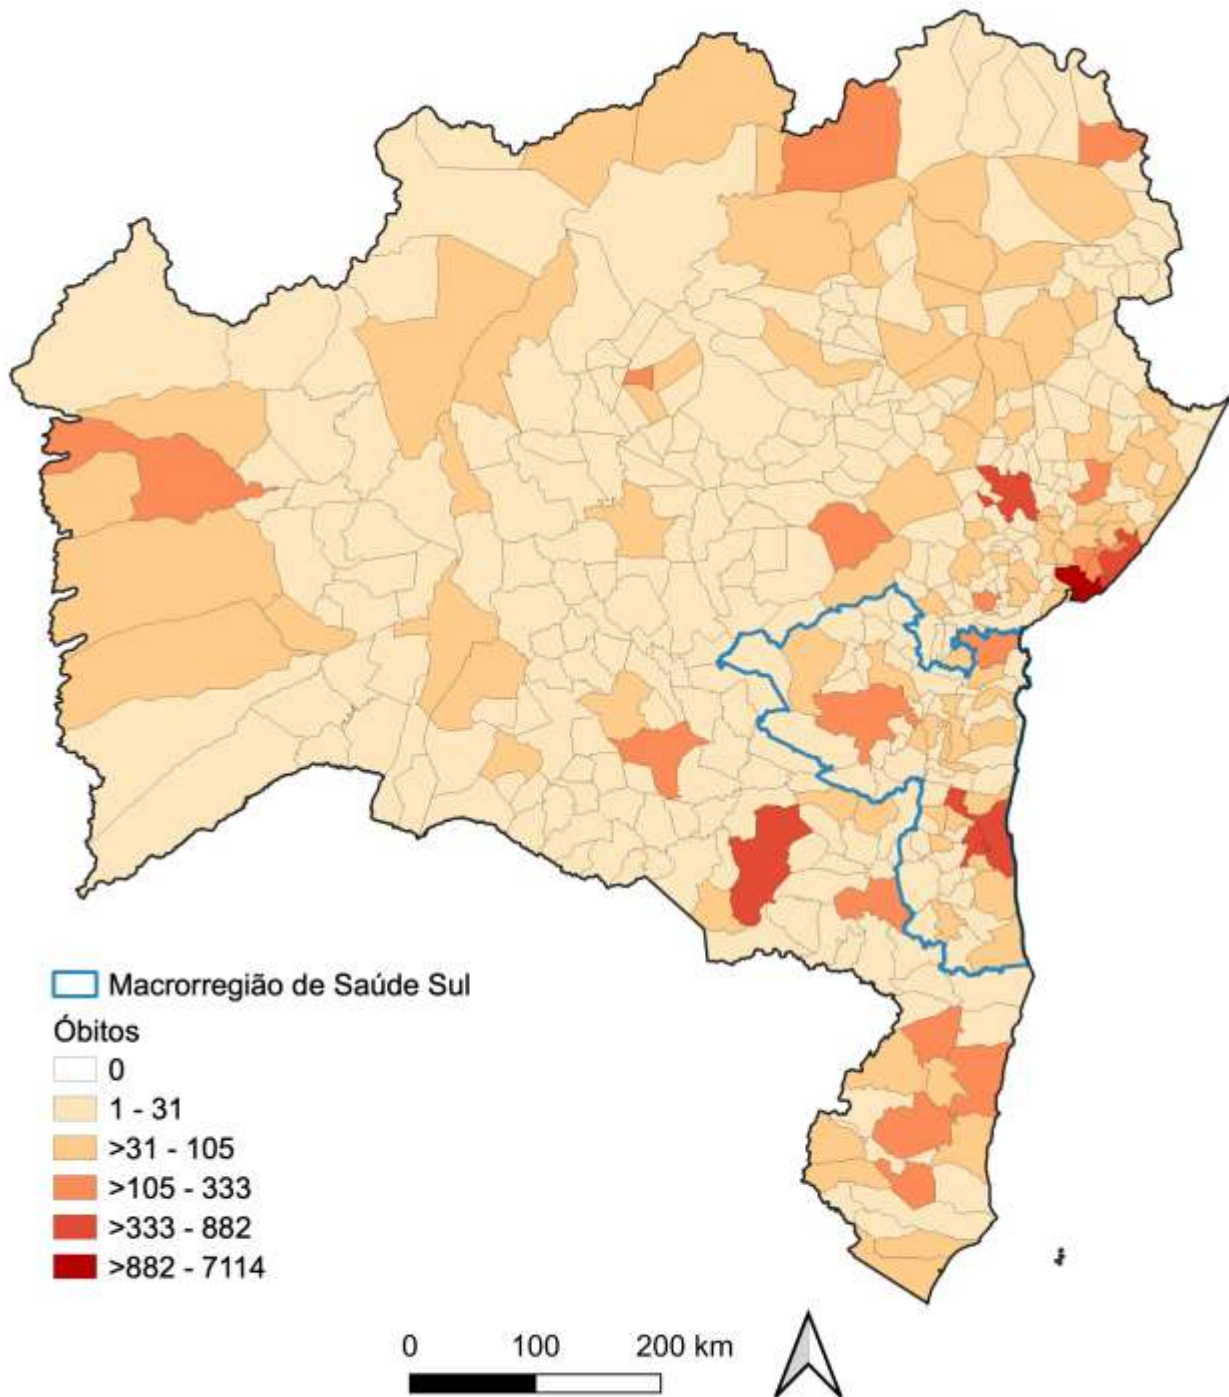 Macrorregião de Saúde Sul
Óbitos
0
1 - 31
>31 - 105
>105 - 333
>333 - 882
>882 - 7114
0 100 200 km